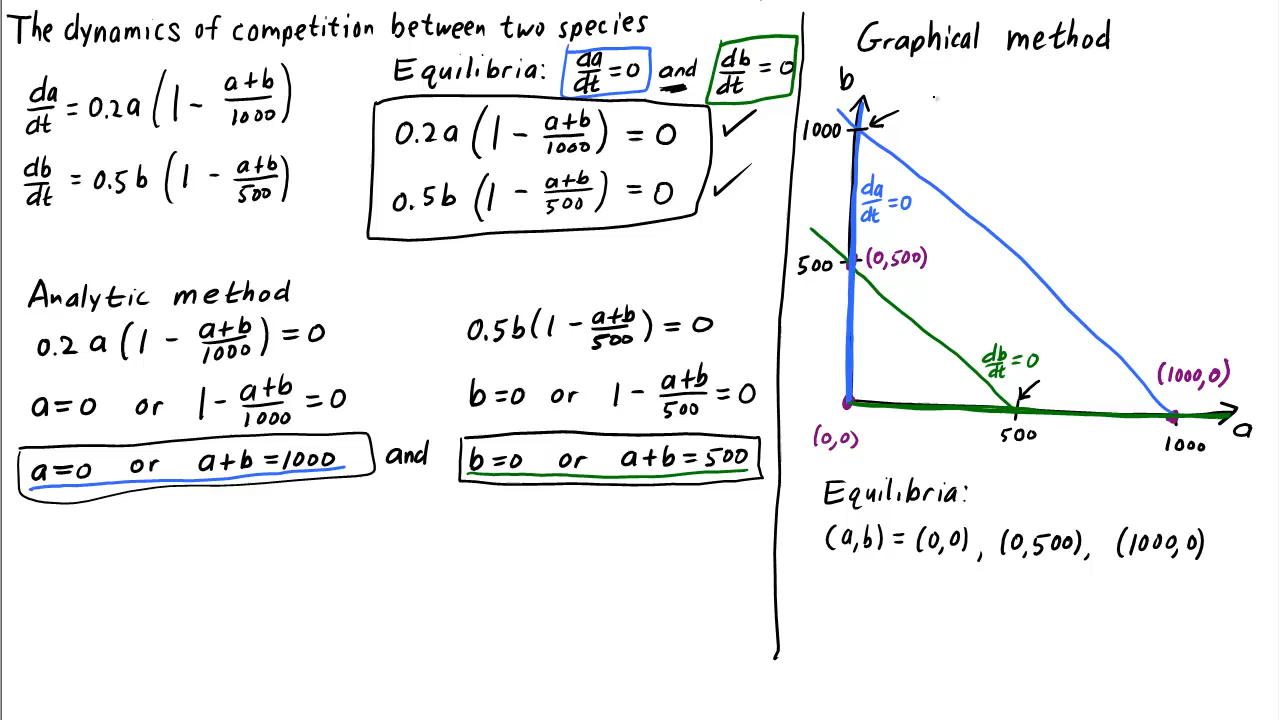 The dynamics of competition between two species
da/dt = 0.2a (1 - (a+b)/1000)
db/dt = 0.5b (1 - (a+b)/500)
Equilibria: da/dt = 0 and db/dt = 0
0.2a (1 - (a+b)/1000) = 0 ✓
0.5b (1 - (a+b)/500) = 0 ✓
Analytic method
0.2a (1 - (a+b)/1000) = 0
a=0 or 1 - (a+b)/1000 = 0
a=0 or a+b=1000
and
0.5b (1 - (a+b)/500) = 0
b=0 or 1 - (a+b)/500 = 0
b=0 or a+b=500
Graphical method
b
1000
da/dt = 0
500
(0,500)
db/dt = 0
(1000,0)
(0,0)
500
1000
a
Equilibria:
(a,b) = (0,0), (0,500), (1000,0)